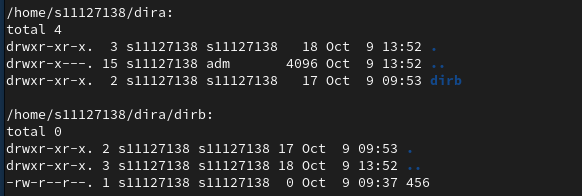 /home/s11127138/dira:
total 4
drwxr-xr-x.  3 s11127138 s11127138   18 Oct  9 13:52 .
drwxr-x---. 15 s11127138 adm       4096 Oct  9 13:52 ..
drwxr-xr-x.  2 s11127138 s11127138   17 Oct  9 09:53 dirb
/home/s11127138/dira/dirb:
total 0
drwxr-xr-x. 2 s11127138 s11127138 17 Oct  9 09:53 .
drwxr-xr-x. 3 s11127138 s11127138 18 Oct  9 13:52 ..
-rw-r--r--. 1 s11127138 s11127138  0 Oct  9 09:37 456